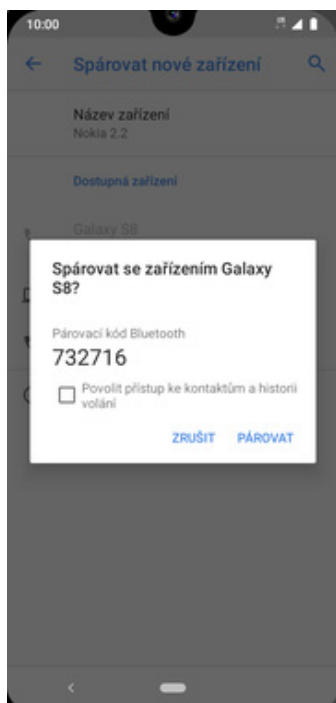 10:00
Spárovat nové zařízení
Název zařízení
Nokia 2.2
Dostupná zařízení
Galaxy S8
Spárovat se zařízením Galaxy
S8?
Párovací kód Bluetooth
732716
Povolit přístup ke kontaktům a historii
volání
ZRUŠIT PÁROVAT